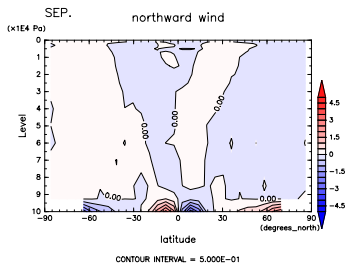 SEP.
northward wind
(×1E4 Pa)
0
1
2
3
4
5
6
7
8
9
10
Level
0.00
0.00
0.00
0.00
0.00
4.5
3
1.5
0
−1.5
−3
−4.5
−90 −60 −30 0 30 60 90
(degrees_north)
latitude
CONTOUR INTERVAL = 5.000E−01